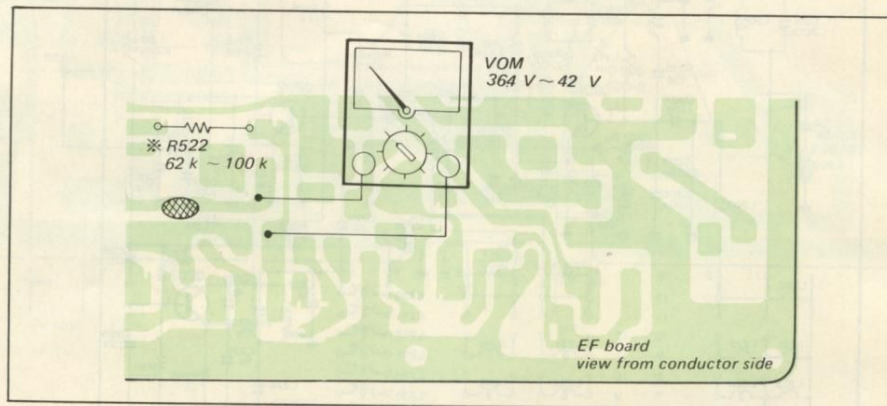 VOM
364 V ~ 42 V
※ R522
62 k ~ 100 k
EF board
view from conductor side